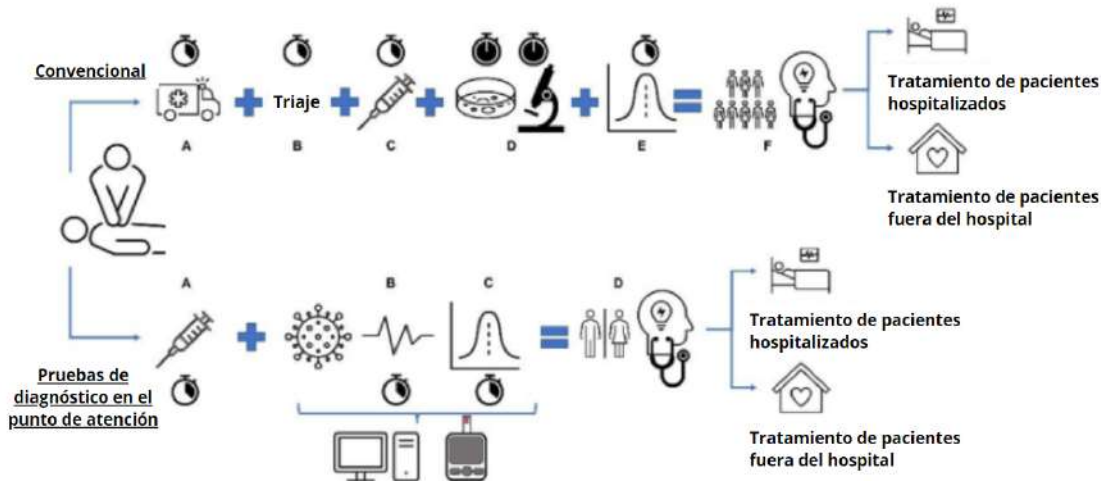 Convencional
Triaje
A
B
C
D
E
F
Tratamiento de pacientes
hospitalizados
Tratamiento de pacientes
fuera del hospital
A
B
C
D
Pruebas de
diagnóstico en el
punto de atención
Tratamiento de pacientes
hospitalizados
Tratamiento de pacientes
fuera del hospital